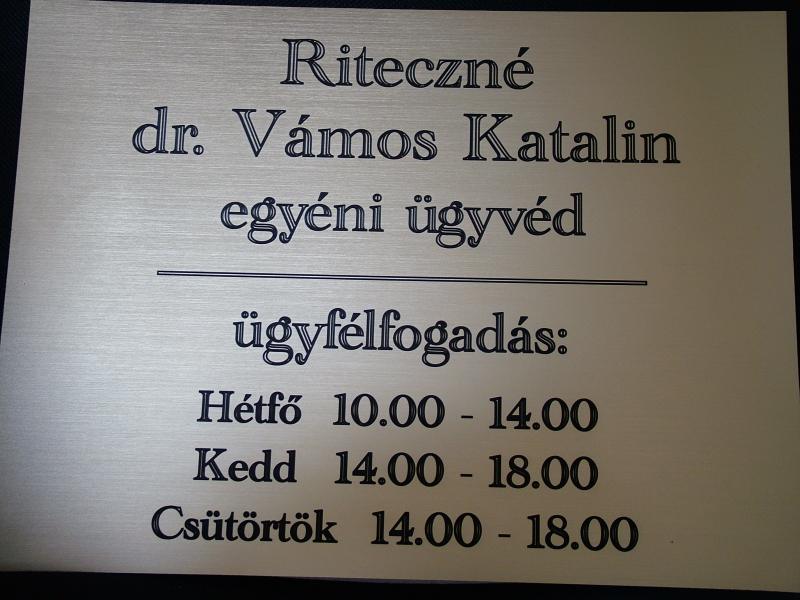 Riteczné
dr. Vámos Katalin
egyéni ügyvéd
ügyfélfogadás:
Hétfő 10.00 - 14.00
Kedd 14.00 - 18.00
Csütörtök 14.00 - 18.00